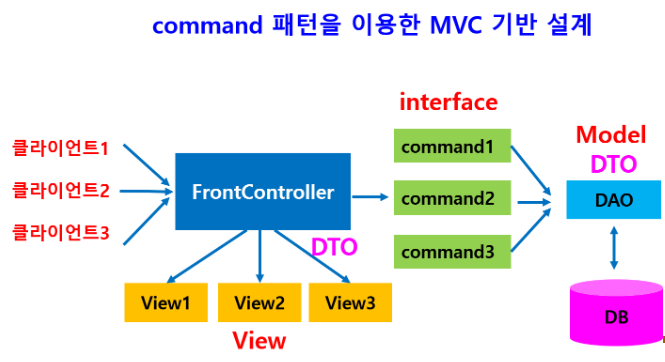 command 패턴을 이용한 MVC 기반 설계
interface
클라이언트1
클라이언트2
클라이언트3
FrontController
command1
command2
command3
Model
DTO
DAO
DTO
View1
View2
View3
View
DB